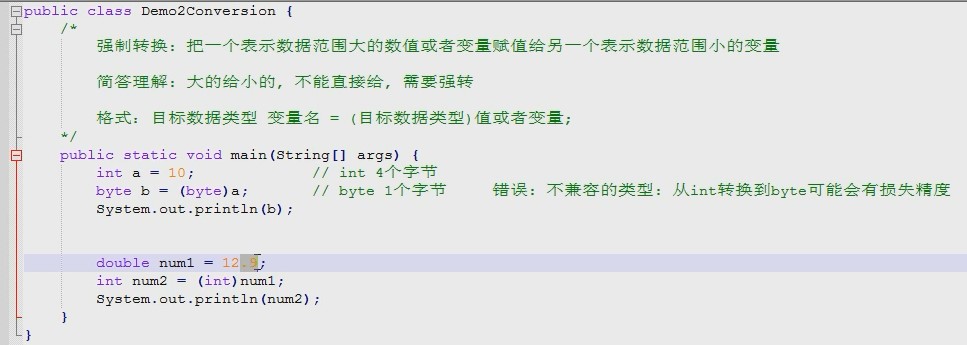 public class Demo2Conversion {
/*
强制转换：把一个表示数据范围大的数值或者变量赋值给另一个表示数据范围小的变量
简答理解：大的给小的，不能直接给，需要强转
格式：目标数据类型 变量名 = (目标数据类型)值或者变量;
*/
public static void main(String[] args) {
int a = 10; // int 4个字节
byte b = (byte)a; // byte 1个字节 错误：不兼容的类型：从int转换到byte可能会有损失精度
System.out.println(b);
double num1 = 12.9;
int num2 = (int)num1;
System.out.println(num2);
}
}